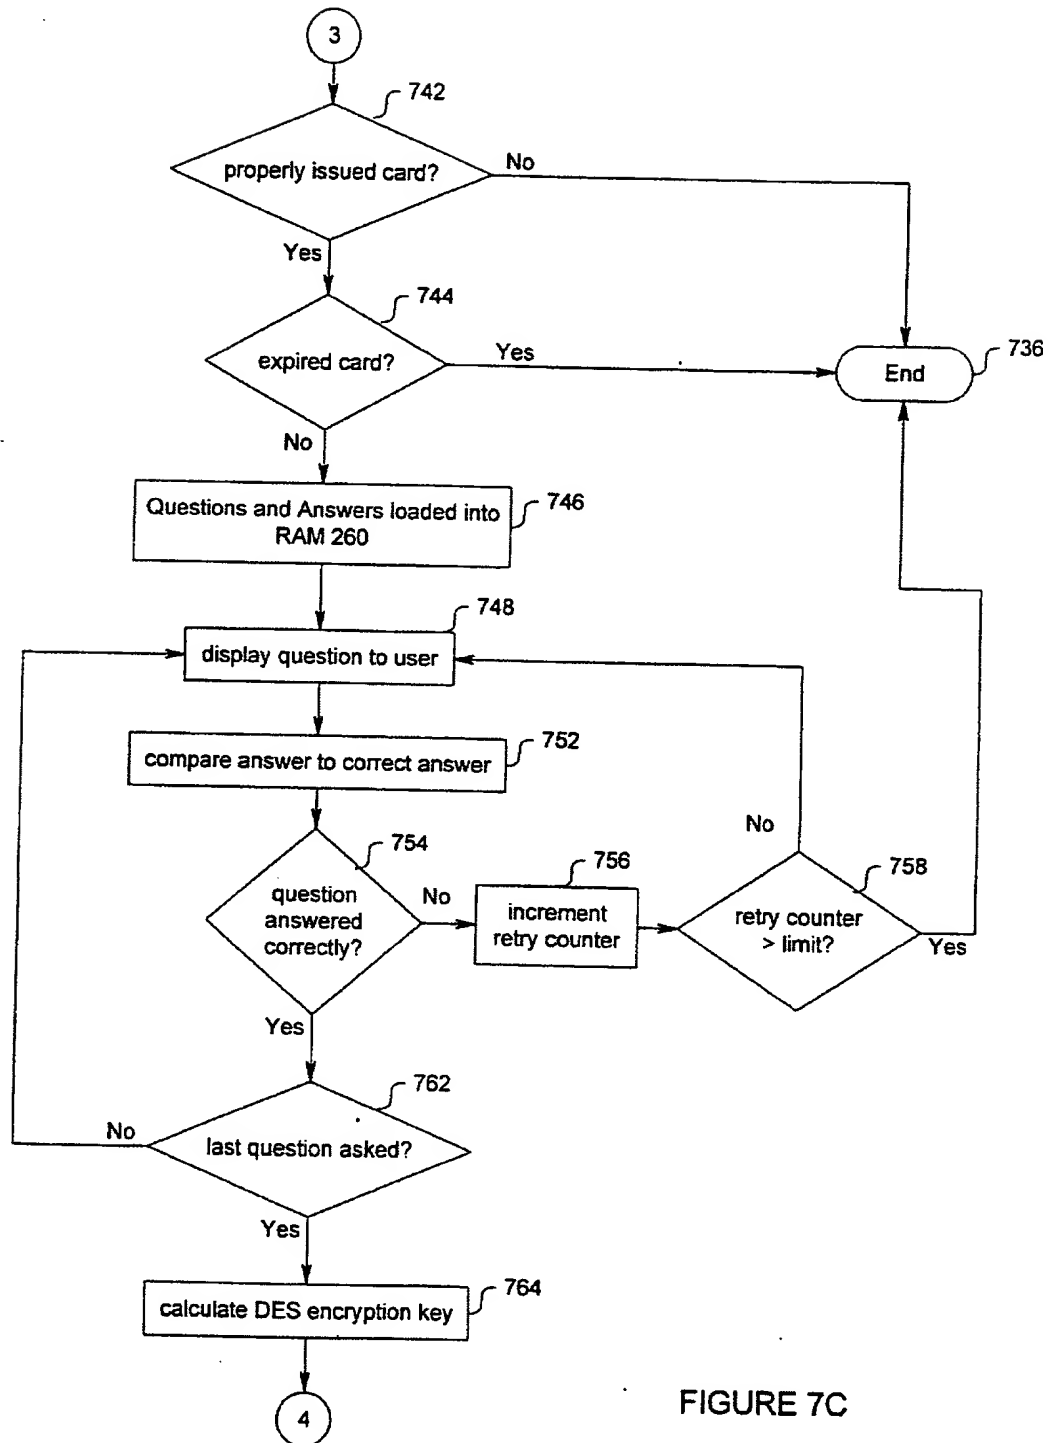 3
742
properly issued card?
No
Yes
744
expired card?
Yes
736
End
No
746
Questions and Answers loaded into
RAM 260
748
display question to user
752
compare answer to correct answer
No
754
756
758
question
answered
correctly?
No
increment
retry counter
retry counter
> limit?
Yes
Yes
762
No
last question asked?
Yes
764
calculate DES encryption key
4
FIGURE 7C